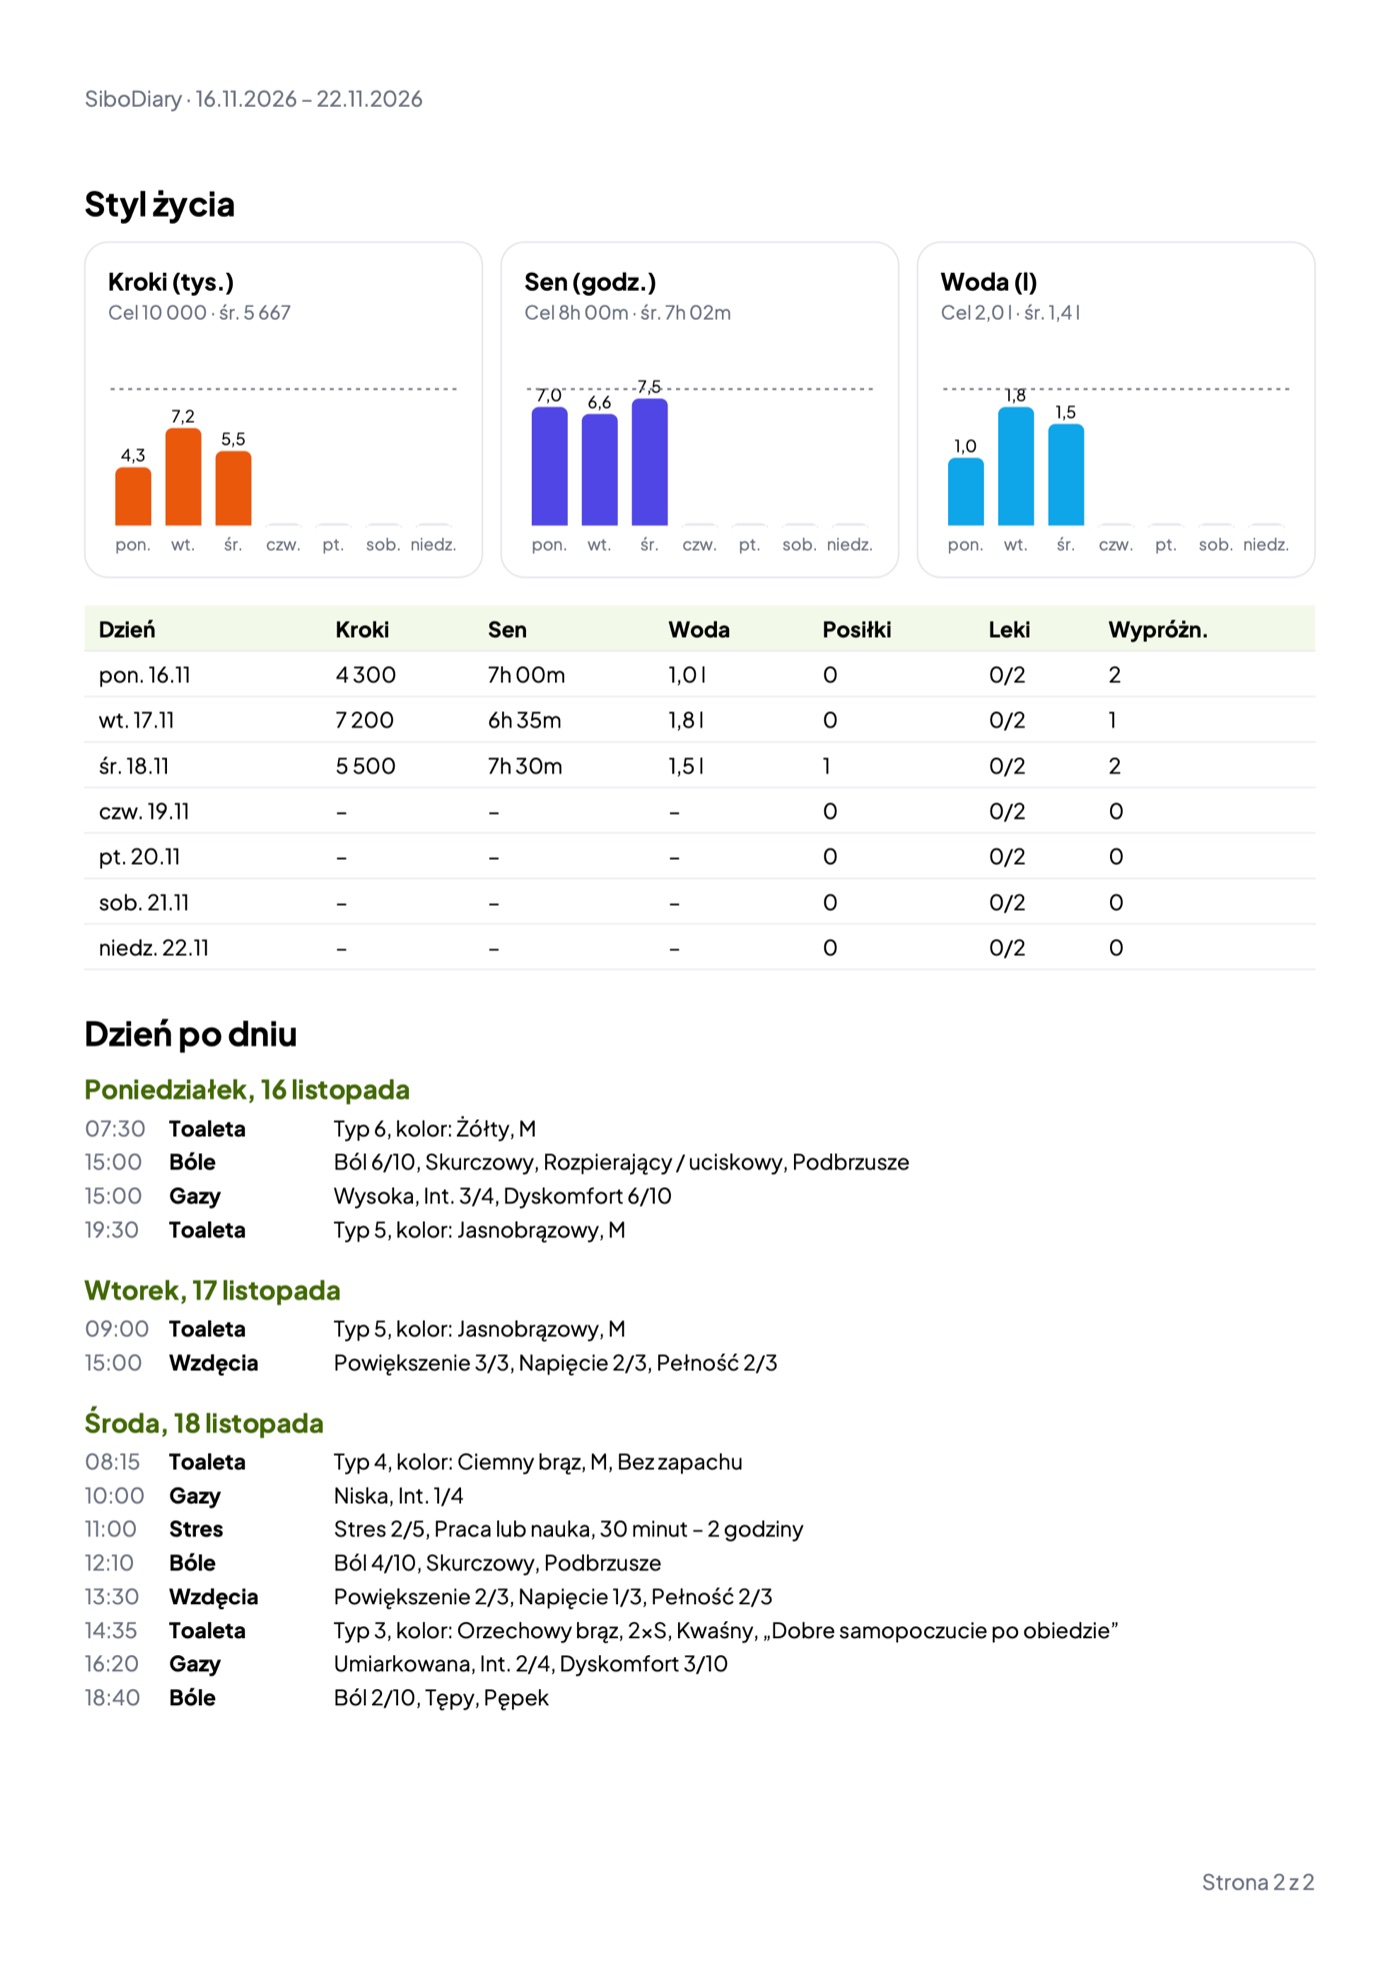 SiboDiary · 16.11.2026 – 22.11.2026
Styl życia
Kroki (tys.)
Cel 10 000 · śr. 5 667
7,2
5,5
4,3
pon. wt. śr. czw. pt. sob. niedz.
Sen (godz.)
Cel 8h 00m · śr. 7h 02m
7,0 6,6 7,5
pon. wt. śr. czw. pt. sob. niedz.
Woda (l)
Cel 2,0 l · śr. 1,4 l
1,8
1,5
1,0
pon. wt. śr. czw. pt. sob. niedz.
Dzień Kroki Sen Woda Posiłki Leki Wypróżn.
pon. 16.11 4 300 7h 00m 1,0 l 0 0/2 2
wt. 17.11 7 200 6h 35m 1,8 l 0 0/2 1
śr. 18.11 5 500 7h 30m 1,5 l 1 0/2 2
czw. 19.11 – – – 0 0/2 0
pt. 20.11 – – – 0 0/2 0
sob. 21.11 – – – 0 0/2 0
niedz. 22.11 – – – 0 0/2 0
Dzień po dniu
Poniedziałek, 16 listopada
07:30 Toaleta Typ 6, kolor: Żółty, M
15:00 Bóle Ból 6/10, Skurczowy, Rozpierający / uciskowy, Podbrzusze
15:00 Gazy Wysoka, Int. 3/4, Dyskomfort 6/10
19:30 Toaleta Typ 5, kolor: Jasnobrązowy, M
Wtorek, 17 listopada
09:00 Toaleta Typ 5, kolor: Jasnobrązowy, M
15:00 Wzdęcia Powiększenie 3/3, Napięcie 2/3, Pełność 2/3
Środa, 18 listopada
08:15 Toaleta Typ 4, kolor: Ciemny brąz, M, Bez zapachu
10:00 Gazy Niska, Int. 1/4
11:00 Stres Stres 2/5, Praca lub nauka, 30 minut – 2 godziny
12:10 Bóle Ból 4/10, Skurczowy, Podbrzusze
13:30 Wzdęcia Powiększenie 2/3, Napięcie 1/3, Pełność 2/3
14:35 Toaleta Typ 3, kolor: Orzechowy brąz, 2×S, Kwaśny, „Dobre samopoczucie po obiedzie”
16:20 Gazy Umiarkowana, Int. 2/4, Dyskomfort 3/10
18:40 Bóle Ból 2/10, Tępy, Pępek
Strona 2 z 2